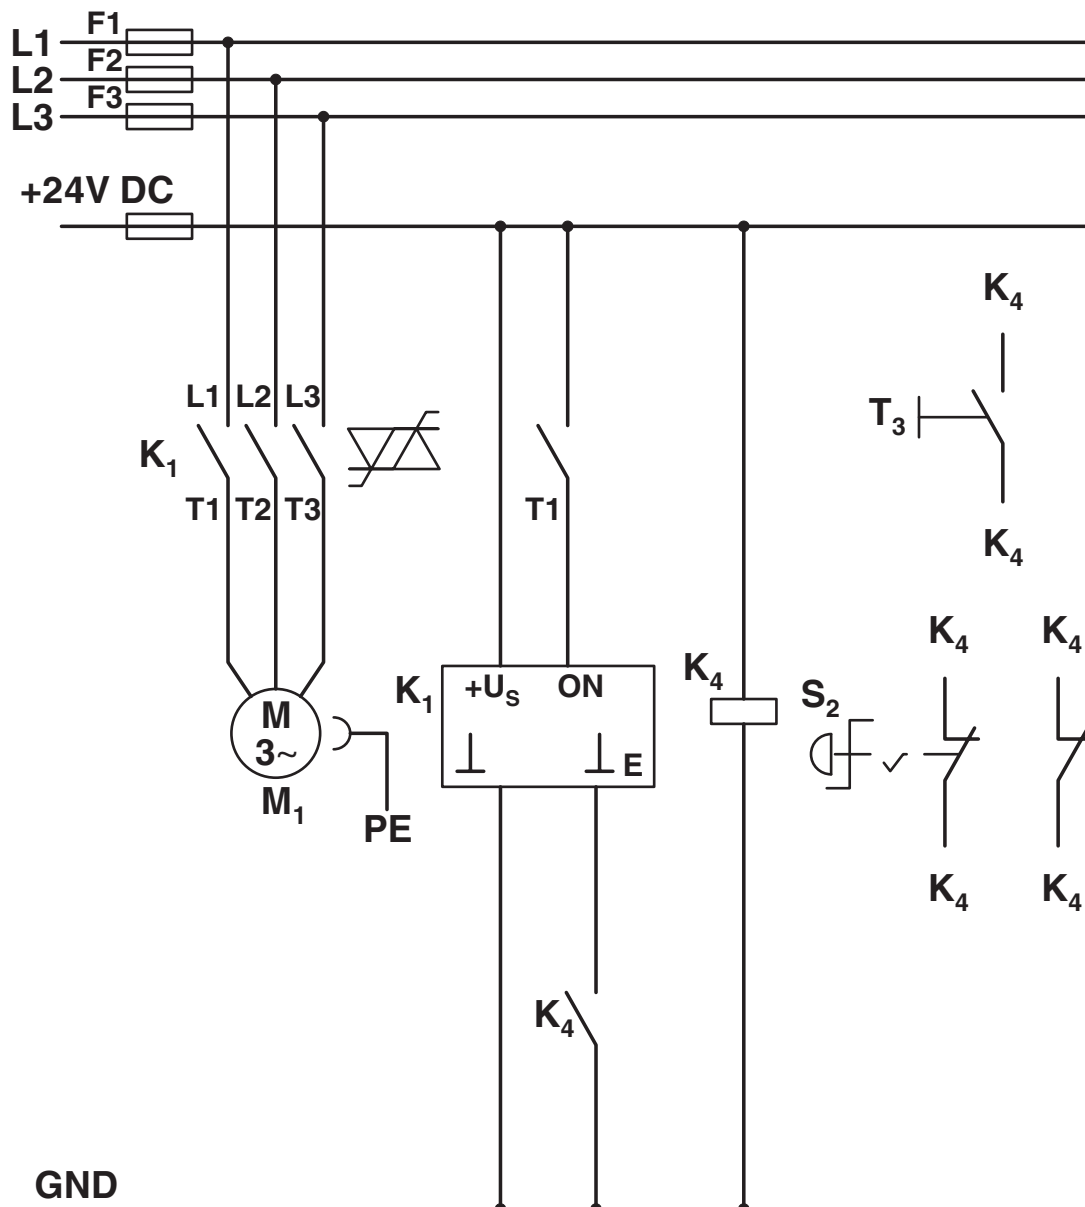 F1
L1
F2
L2
F3
L3
+24V DC
K4
L1 L2 L3
T3
K1
T1 T2 T3
T1
K4
K4 K4
K4
K1 +US ON
S2
M
3~
E
M1
PE
K4 K4
K4
GND